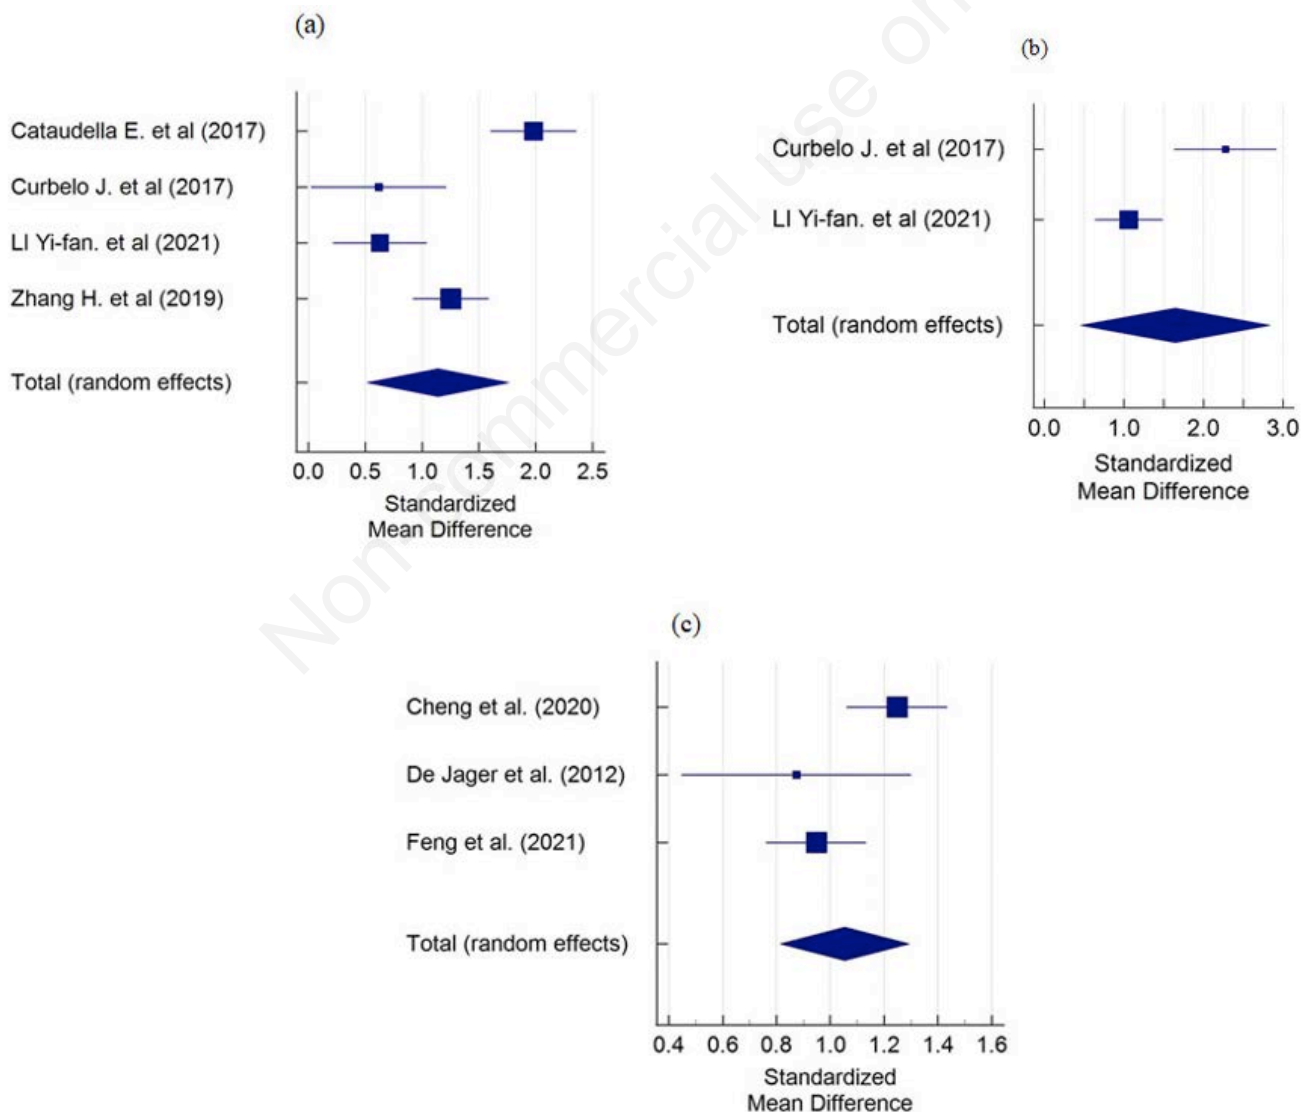 (a)
Cataudella E. et al (2017)
Curbelo J. et al (2017)
LI Yi-fan. et al (2021)
Zhang H. et al (2019)
Total (random effects)
0.0 0.5 1.0 1.5 2.0 2.5
Standardized
Mean Difference
(b)
Curbelo J. et al (2017)
LI Yi-fan. et al (2021)
Total (random effects)
0.0 1.0 2.0 3.0
Standardized
Mean Difference
(c)
Cheng et al. (2020)
De Jager et al. (2012)
Feng et al. (2021)
Total (random effects)
0.4 0.6 0.8 1.0 1.2 1.4 1.6
Standardized
Mean Difference
Non-commercial use